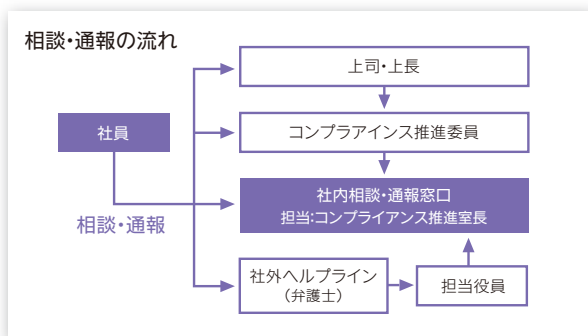 相談・通報の流れ
上司・上長
社員
コンプラアインス推進委員
社内相談・通報窓口
担当:コンプライアンス推進室長
相談・通報
社外ヘルプライン
（弁護士）
担当役員